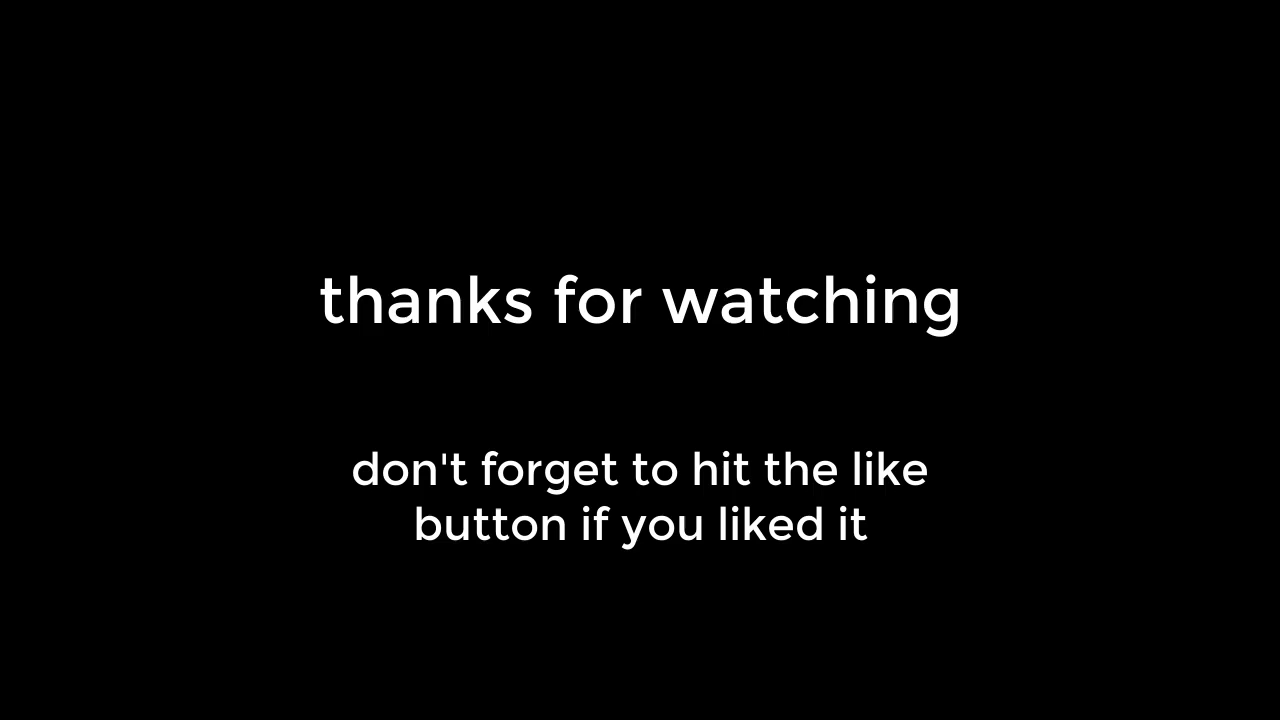 thanks for watching
don't forget to hit the like
button if you liked it